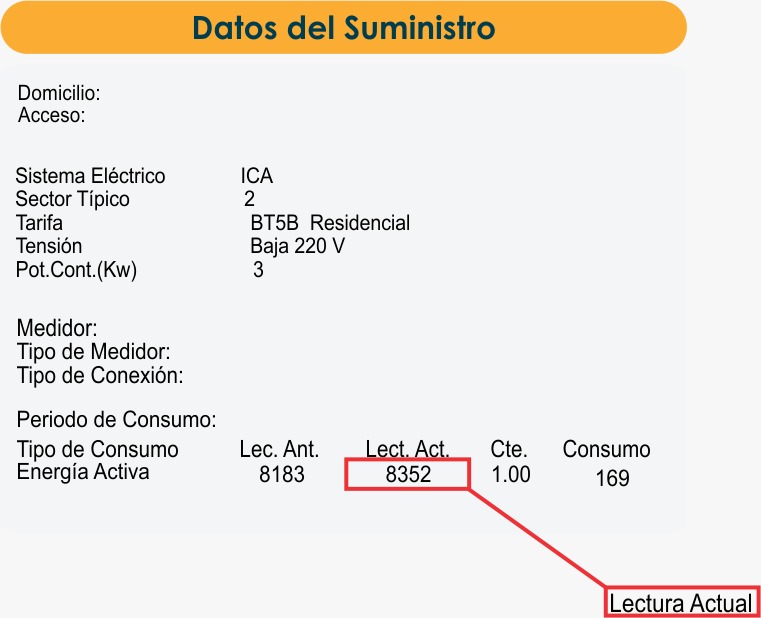 Datos del Suministro
Domicilio:
Acceso:
Sistema Eléctrico ICA
Sector Típico 2
Tarifa BT5B Residencial
Tensión Baja 220 V
Pot.Cont.(Kw) 3
Medidor:
Tipo de Medidor:
Tipo de Conexión:
Periodo de Consumo:
Tipo de Consumo Lec. Ant. Lect. Act. Cte. Consumo
Energía Activa 8183 8352 1.00 169
Lectura Actual